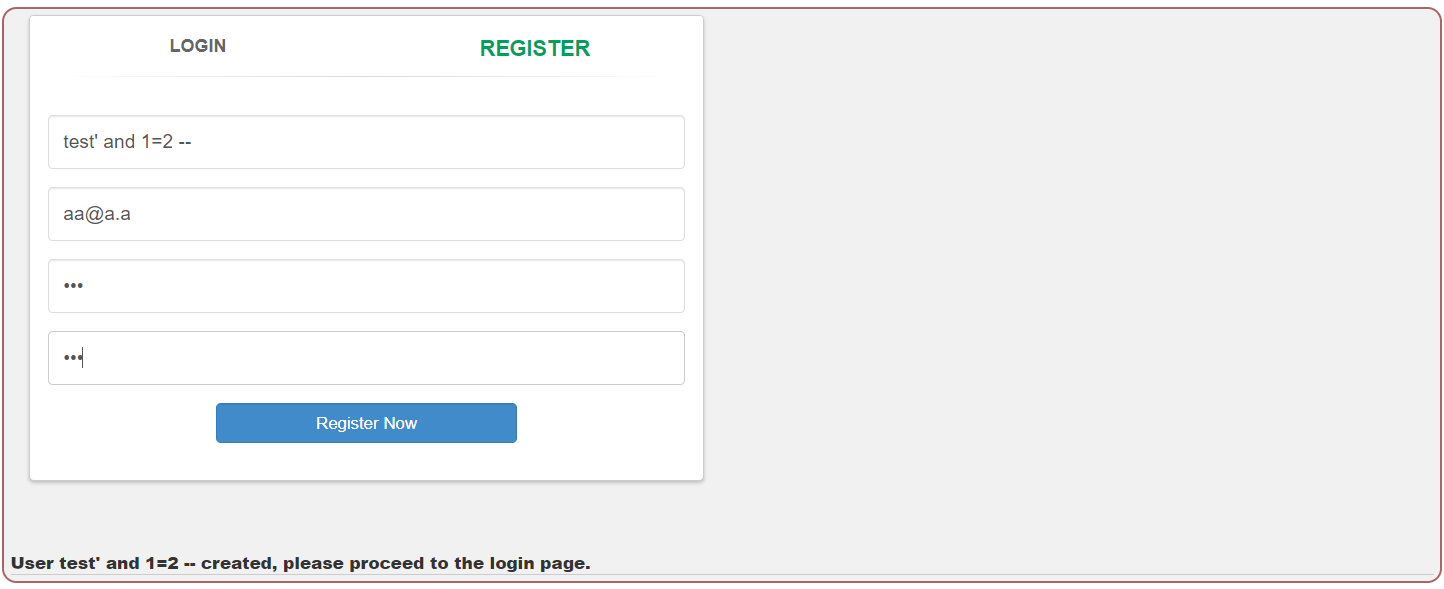 LOGIN REGISTER
test' and 1=2 --
aa@a.a
•••
•••
Register Now
User test' and 1=2 -- created, please proceed to the login page.